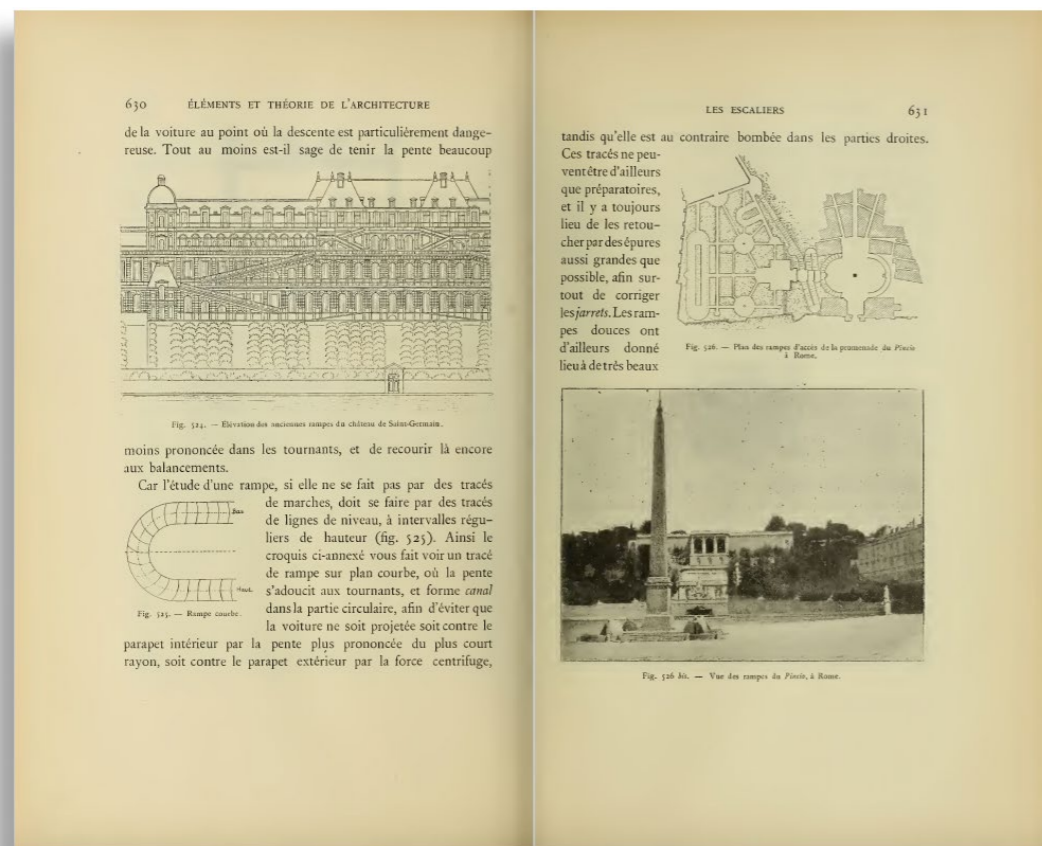 630 ÉLÉMENTS ET THÉORIE DE L'ARCHITECTURE
de la voiture au point où la descente est particulièrement dange-
reuse. Tout au moins est-il sage de tenir la pente beaucoup
Fig. 524. — Élévation des anciennes rampes du château de Saint-Germain.
moins prononcée dans les tournants, et de recourir là encore
aux balancements.
Car l'étude d'une rampe, si elle ne se fait pas par des tracés
de marches, doit se faire par des tracés
de lignes de niveau, à intervalles régu-
liers de hauteur (fig. 525). Ainsi le
croquis ci-annexé vous fait voir un tracé
de rampe sur plan courbe, où la pente
s'adoucit aux tournants, et forme canal
dans la partie circulaire, afin d'éviter que
la voiture ne soit projetée soit contre le
Bas
Haut.
Fig. 525. — Rampe courbe.
parapet intérieur par la pente plus prononcée du plus court
rayon, soit contre le parapet extérieur par la force centrifuge,
LES ESCALIERS 631
tandis qu'elle est au contraire bombée dans les parties droites.
Ces tracés ne peu-
vent être d'ailleurs
que préparatoires,
et il y a toujours
lieu de les retou-
cher par des épures
aussi grandes que
possible, afin sur-
tout de corriger
les jarrets. Les ram-
pes douces ont
d'ailleurs donné
lieu à de très beaux
Fig. 526. — Plan des rampes d'accès de la promenade du Pincio
à Rome.
Fig. 526 bis. — Vue des rampes du Pincio, à Rome.